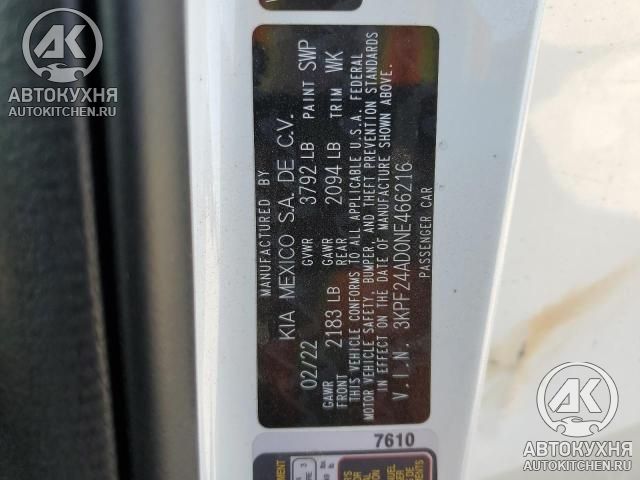 AK
АВТОКУХНЯ
AUTOKITCHEN.RU
MANUFACTURED BY
KIA MEXICO S.A. DE C.V.
02/22 GVWR 3792 LB PAINT SWP
GAWR FRONT 2183 LB GAWR REAR 2094 LB TRIM WK
THIS VEHICLE CONFORMS TO ALL APPLICABLE U.S.A. FEDERAL
MOTOR VEHICLE SAFETY, BUMPER, AND THEFT PREVENTION STANDARDS
IN EFFECT ON THE DATE OF MANUFACTURE SHOWN ABOVE.
V.I.N. 3KPF24AD0NE466216
PASSENGER CAR
7610
AK
АВТОКУХНЯ
AUTOKITCHEN.RU